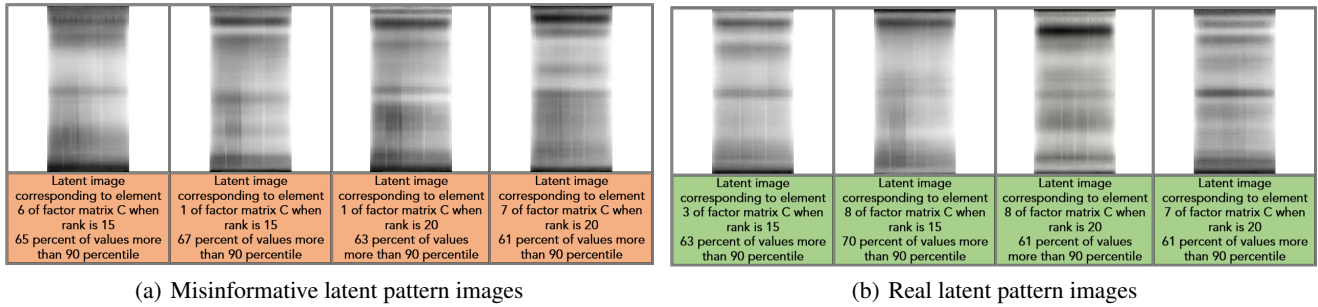 Latent image
corresponding to element
6 of factor matrix C when
rank is 15
65 percent of values more
than 90 percentile
Latent image
corresponding to element
1 of factor matrix C when
rank is 15
67 percent of values more
than 90 percentile
Latent image
corresponding to element
1 of factor matrix C when
rank is 20
63 percent of values
more than 90 percentile
Latent image
corresponding to element
7 of factor matrix C when
rank is 20
61 percent of values more
than 90 percentile
(a) Misinformative latent pattern images
Latent image
corresponding to element
3 of factor matrix C when
rank is 15
63 percent of values more
than 90 percentile
Latent image
corresponding to element
8 of factor matrix C when
rank is 15
70 percent of values more
than 90 percentile
Latent image
corresponding to element
8 of factor matrix C when
rank is 20
61 percent of values
more than 90 percentile
Latent image
corresponding to element
7 of factor matrix C when
rank is 20
61 percent of values more
than 90 percentile
(b) Real latent pattern images